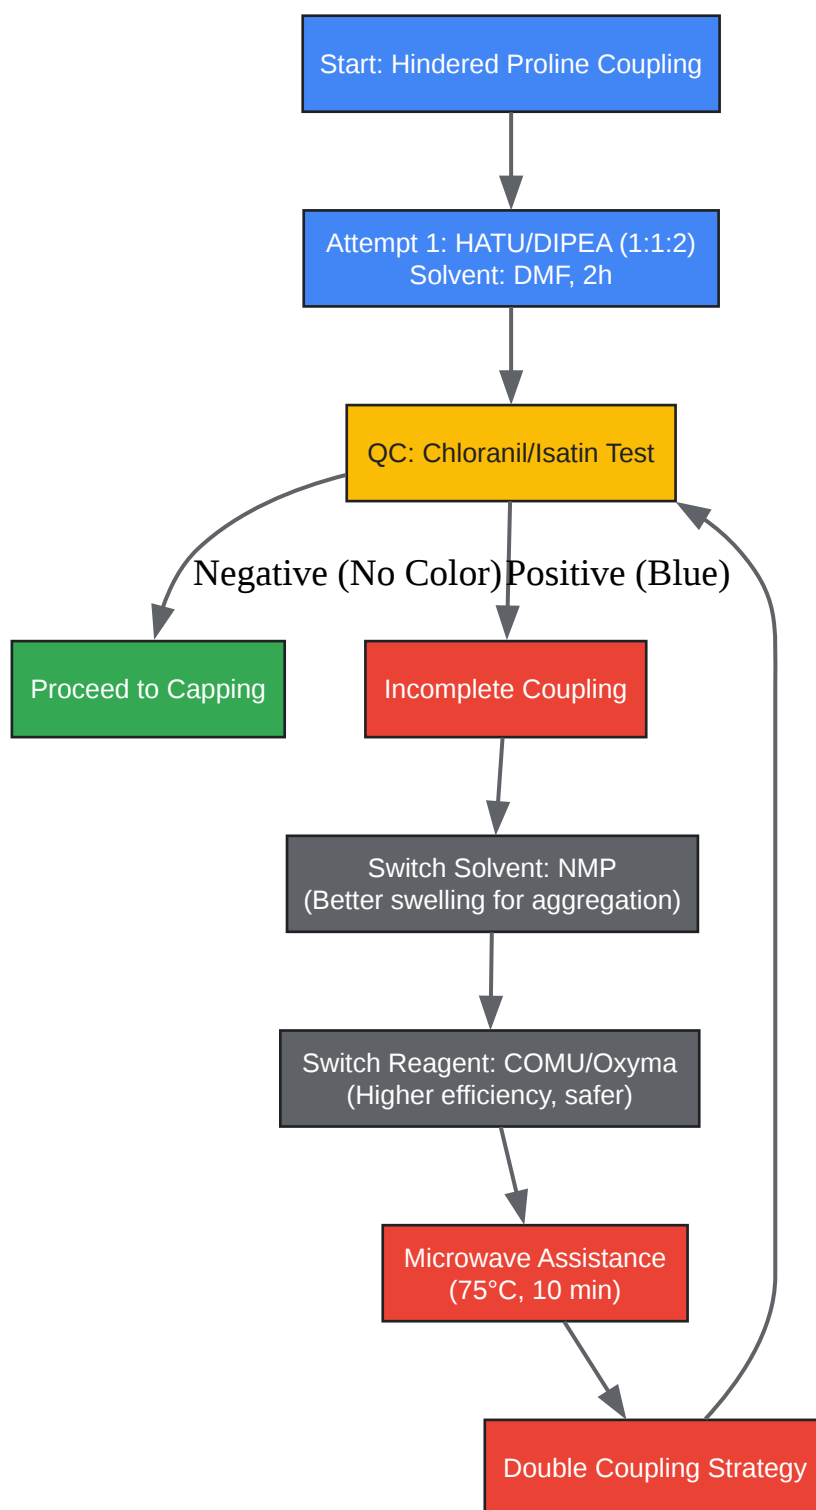 Start: Hindered Proline Coupling
Attempt 1: HATU/DIPEA (1:1:2)
Solvent: DMF, 2h
QC: Chloranil/Isatin Test
Negative (No Color)
Positive (Blue)
Proceed to Capping
Incomplete Coupling
Switch Solvent: NMP
(Better swelling for aggregation)
Switch Reagent: COMU/Oxyma
(Higher efficiency, safer)
Microwave Assistance
(75°C, 10 min)
Double Coupling Strategy